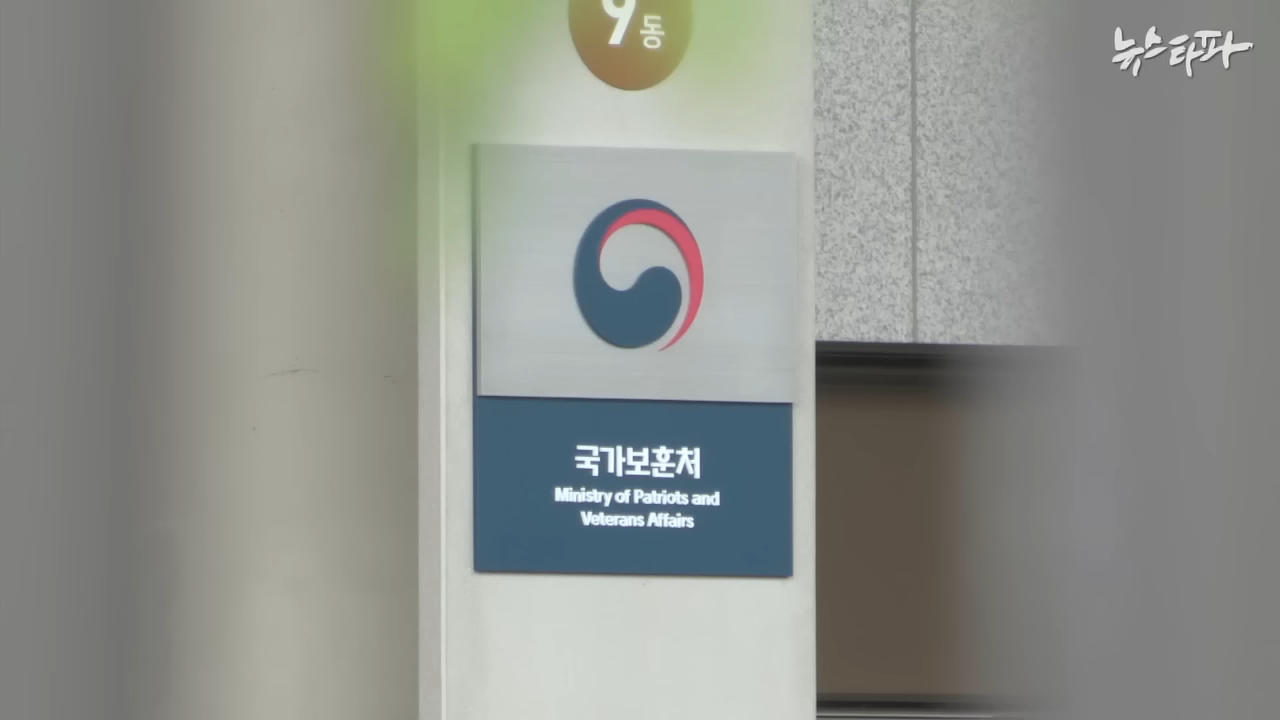 9동
뉴스타파
국가보훈처
Ministry of Patriots and
Veterans Affairs